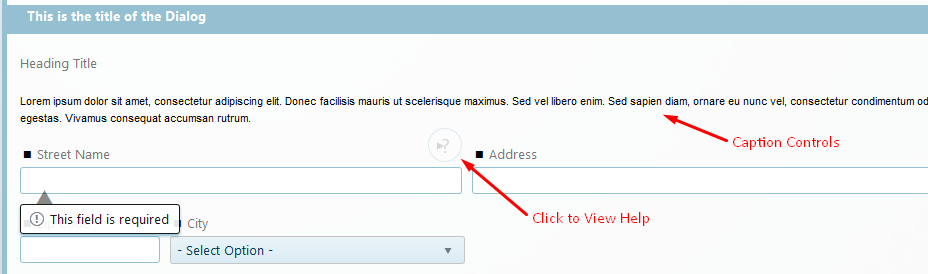 This is the title of the Dialog
Heading Title
Lorem ipsum dolor sit amet, consectetur adipiscing elit. Donec facilisis mauris ut scelerisque maximus. Sed vel libero enim. Sed sapien diam, ornare eu nunc vel, consectetur condimentum od
egestas. Vivamus consequat accumsan rutrum.
Caption Controls
?
Street Name
Address
Click to View Help
This field is required
City
- Select Option -